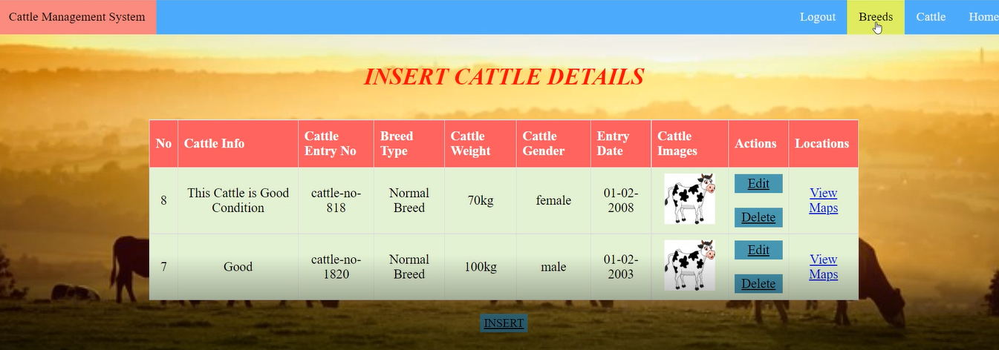 Cattle Management System
Logout Breeds Cattle Home
INSERT CATTLE DETAILS
No Cattle Info Cattle Entry No Breed Type Cattle Weight Cattle Gender Entry Date Cattle Images Actions Locations
8 This Cattle is Good Condition cattle-no-818 Normal Breed 70kg female 01-02-2008 Edit Delete View Maps
7 Good cattle-no-1820 Normal Breed 100kg male 01-02-2003 Edit Delete View Maps
INSERT